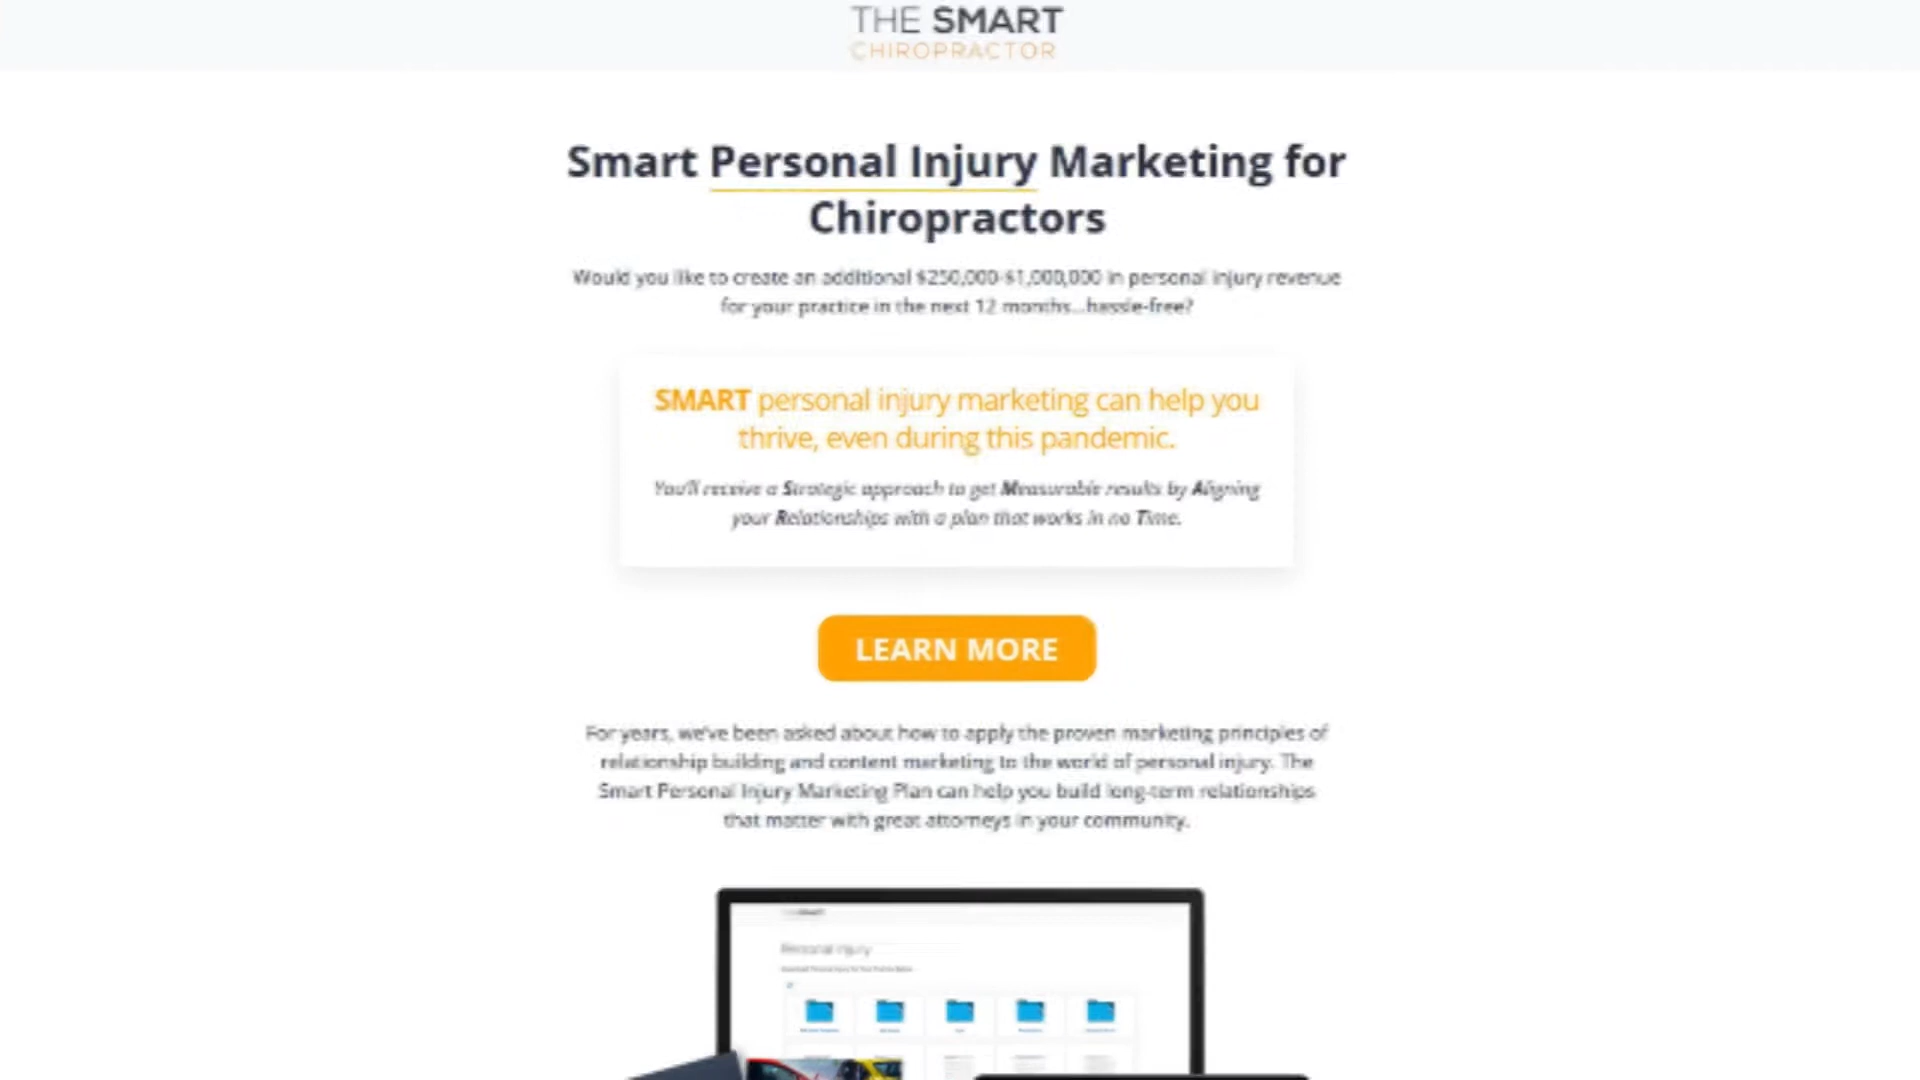 THE SMART
CHIROPRACTOR
Smart Personal Injury Marketing for
Chiropractors
Would you like to create an additional $250,000-$1,000,000 in personal injury revenue
for your practice in the next 12 months...hassle-free?
SMART personal injury marketing can help you
thrive, even during this pandemic.
You'll receive a Strategic approach to get Measurable results by Aligning
your Relationships with a plan that works in no Time.
LEARN MORE
For years, we've been asked about how to apply the proven marketing principles of
relationship building and content marketing to the world of personal injury. The
Smart Personal Injury Marketing Plan can help you build long-term relationships
that matter with great attorneys in your community.
Personal Injury